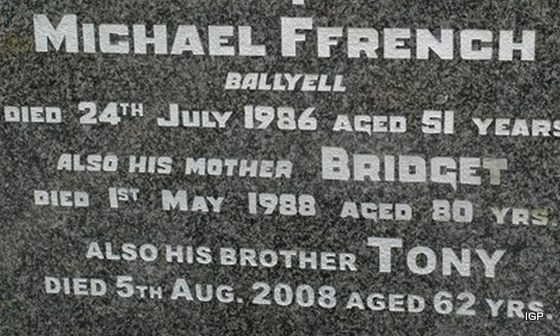 MICHAEL FFRENCH
BALLYELL
DIED 24TH JULY 1986 AGED 51 YEARS
ALSO HIS MOTHER BRIDGET
DIED 1ST MAY 1988 AGED 80 YRS.
ALSO HIS BROTHER TONY
DIED 5TH AUG. 2008 AGED 62 YRS.
IGP